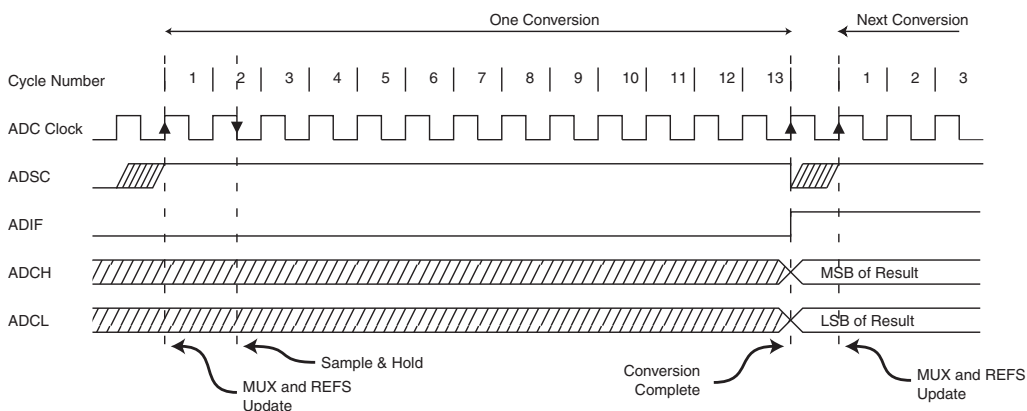 One Conversion
Next Conversion
Cycle Number
1 2 3 4 5 6 7 8 9 10 11 12 13 1 2 3
ADC Clock
ADSC
ADIF
ADCH
MSB of Result
ADCL
LSB of Result
Sample & Hold
MUX and REFS
Update
Conversion
Complete
MUX and REFS
Update